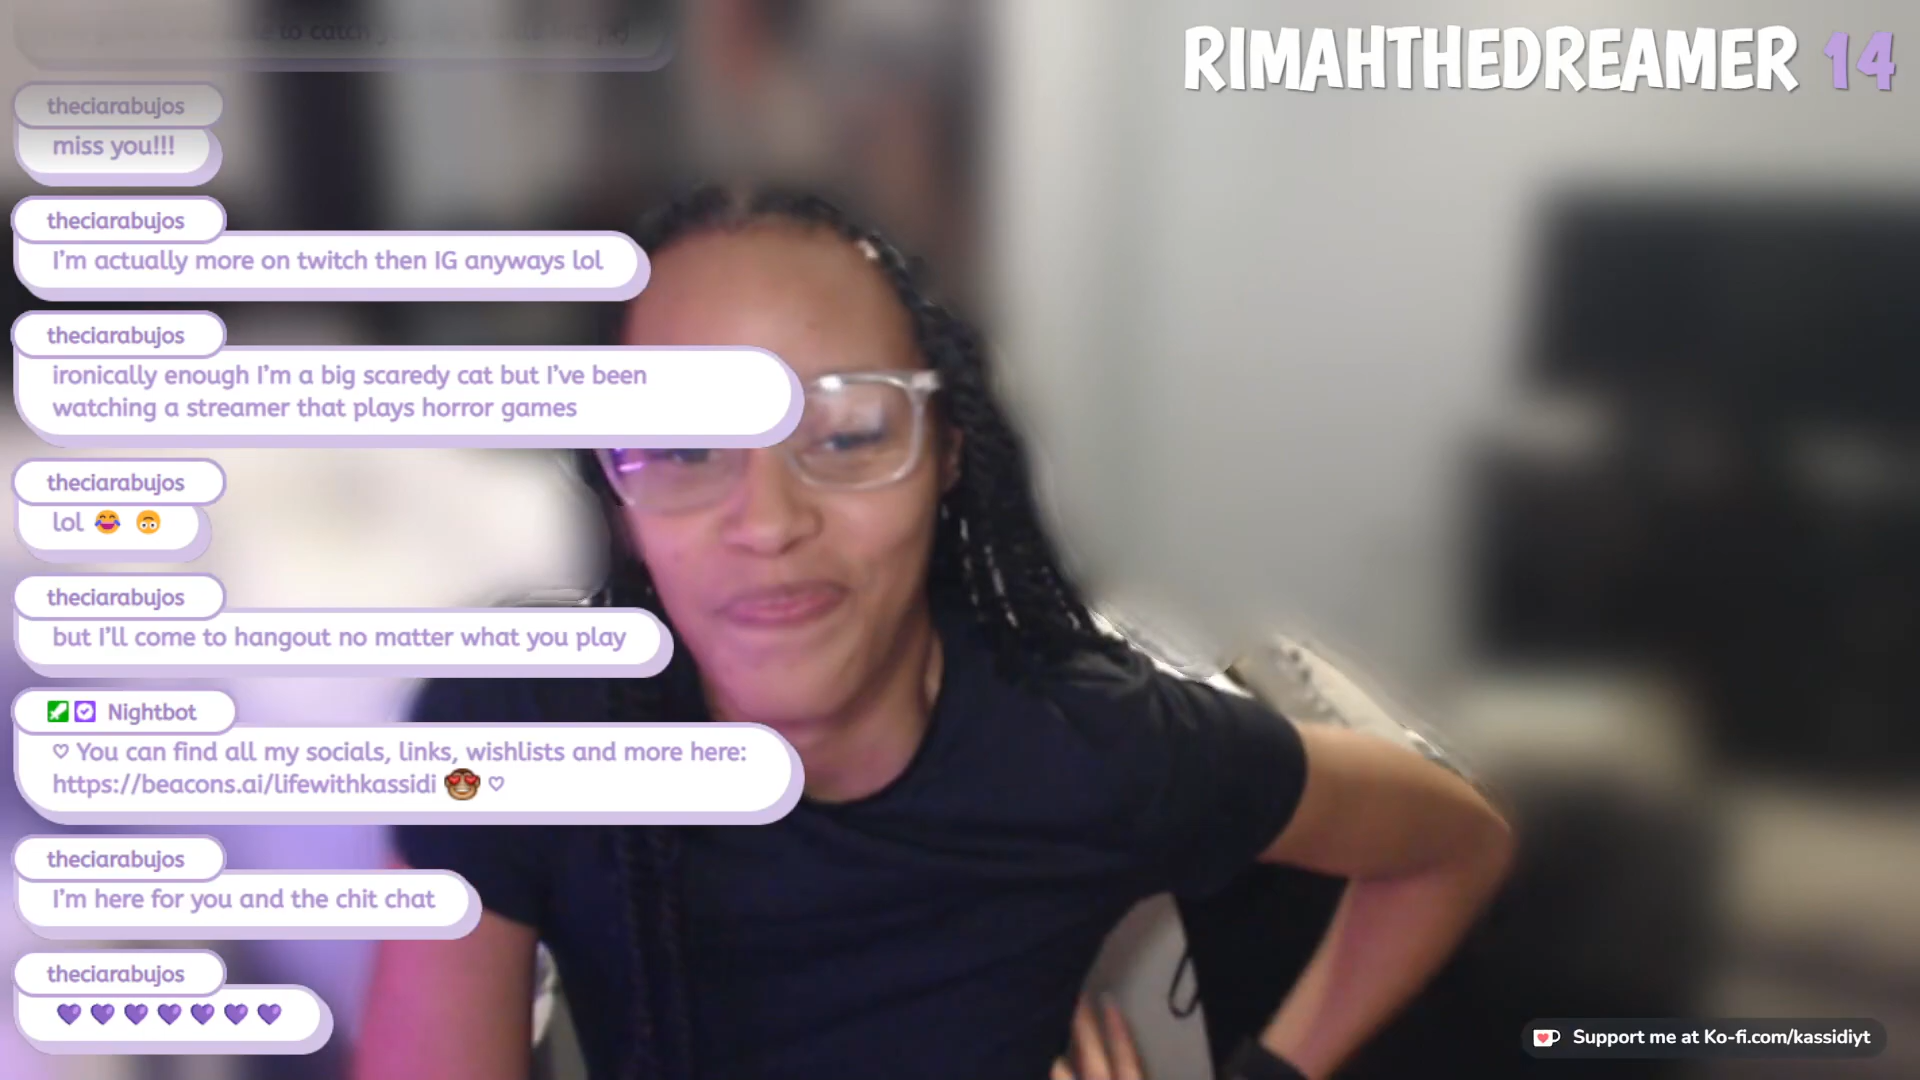 to catch
RIMAHTHEDREAMER 14
theciarabujos
miss you!!!
theciarabujos
I'm actually more on twitch then IG anyways lol
theciarabujos
ironically enough I'm a big scaredy cat but I've been
watching a streamer that plays horror games
theciarabujos
lol 😂 🙃
theciarabujos
but I'll come to hangout no matter what you play
Nightbot
♡ You can find all my socials, links, wishlists and more here:
https://beacons.ai/lifewithkassidi ♡
theciarabujos
I'm here for you and the chit chat
theciarabujos
💜 💜 💜 💜 💜 💜 💜
Support me at Ko-fi.com/kassidiyt